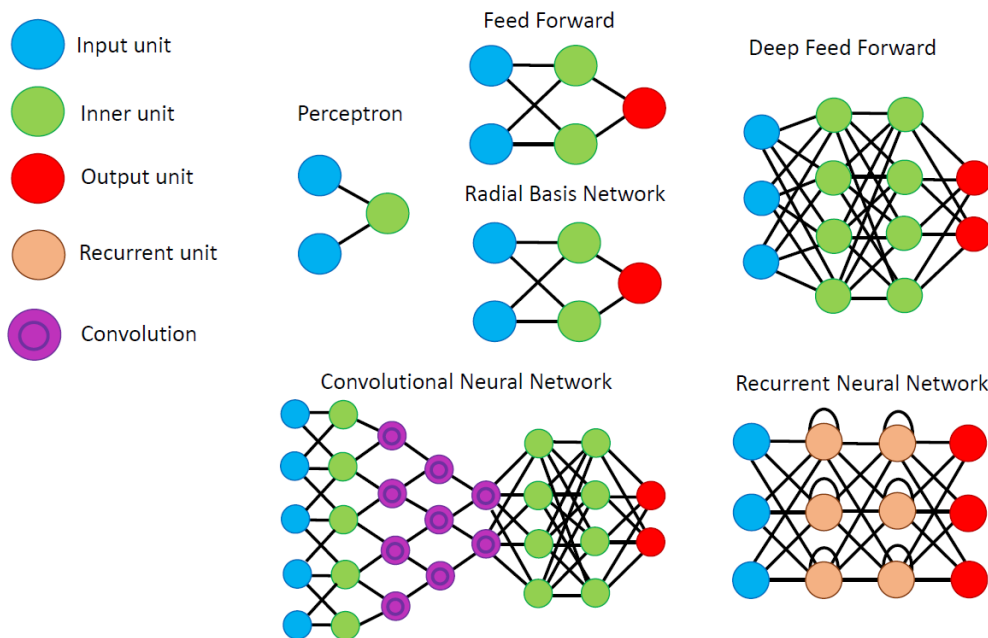 Input unit
Inner unit
Output unit
Recurrent unit
Convolution
Feed Forward
Deep Feed Forward
Perceptron
Radial Basis Network
Convolutional Neural Network
Recurrent Neural Network